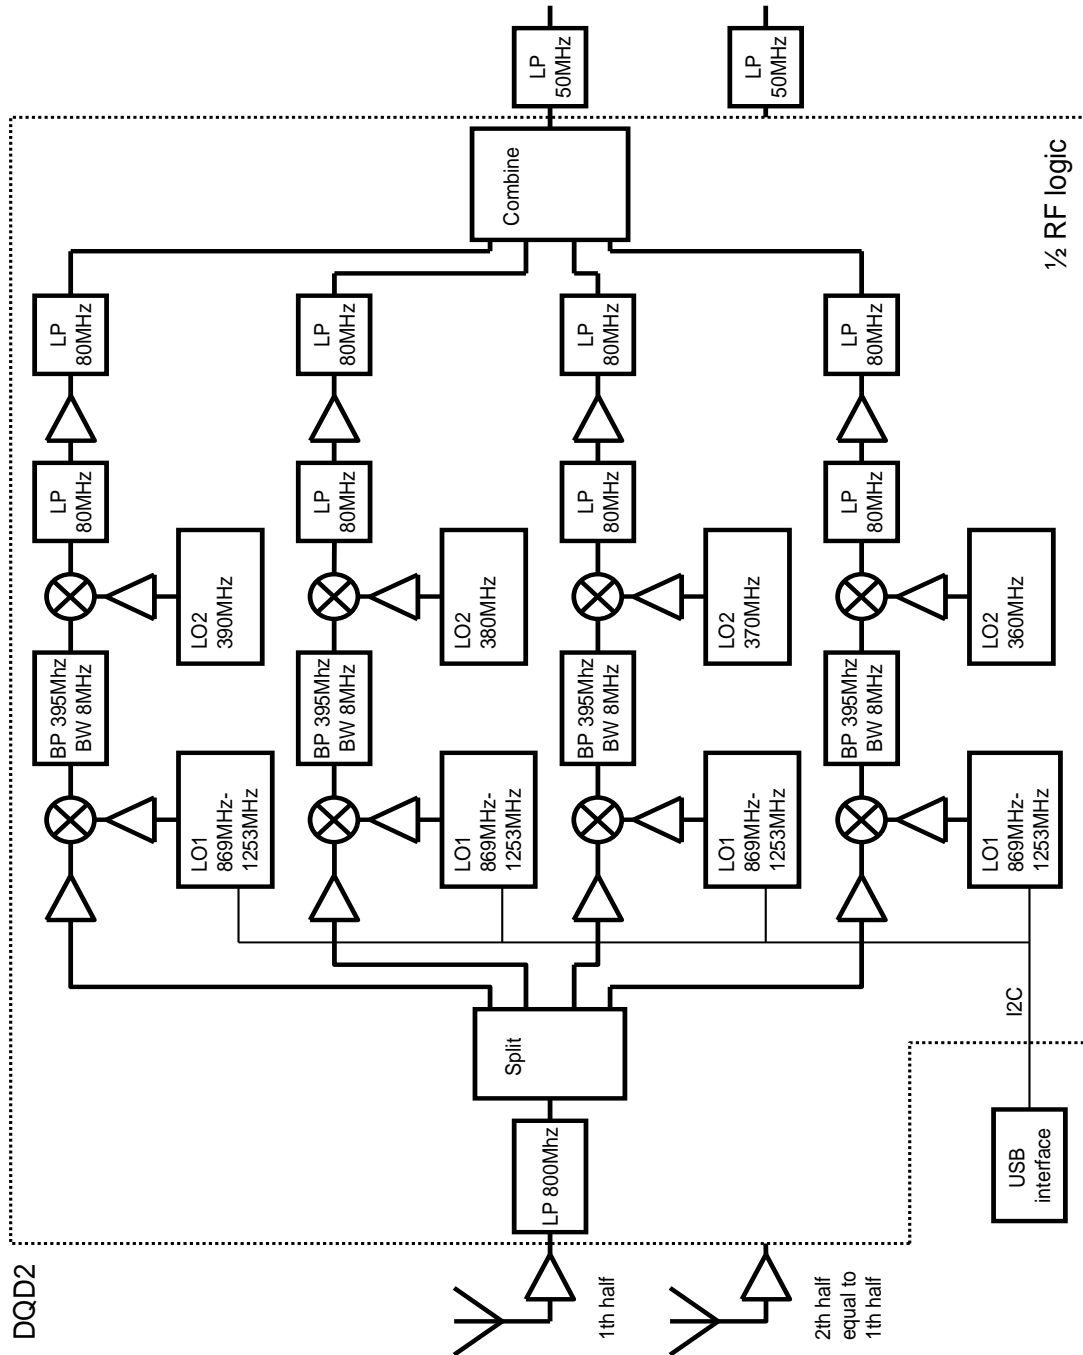 DQD2
LP
50MHz
LP
50MHz
Combine
½ RF logic
LP
80MHz
LP
80MHz
LP
80MHz
LP
80MHz
LP
80MHz
LP
80MHz
LP
80MHz
LP
80MHz
LO2
390MHz
LO2
380MHz
LO2
370MHz
LO2
360MHz
BP 395Mhz
BW 8MHz
BP 395Mhz
BW 8MHz
BP 395Mhz
BW 8MHz
BP 395Mhz
BW 8MHz
LO1
869MHz-
1253MHz
LO1
869MHz-
1253MHz
LO1
869MHz-
1253MHz
LO1
869MHz-
1253MHz
I2C
Split
LP 800Mhz
USB
interface
1th half
2th half
equal to
1th half